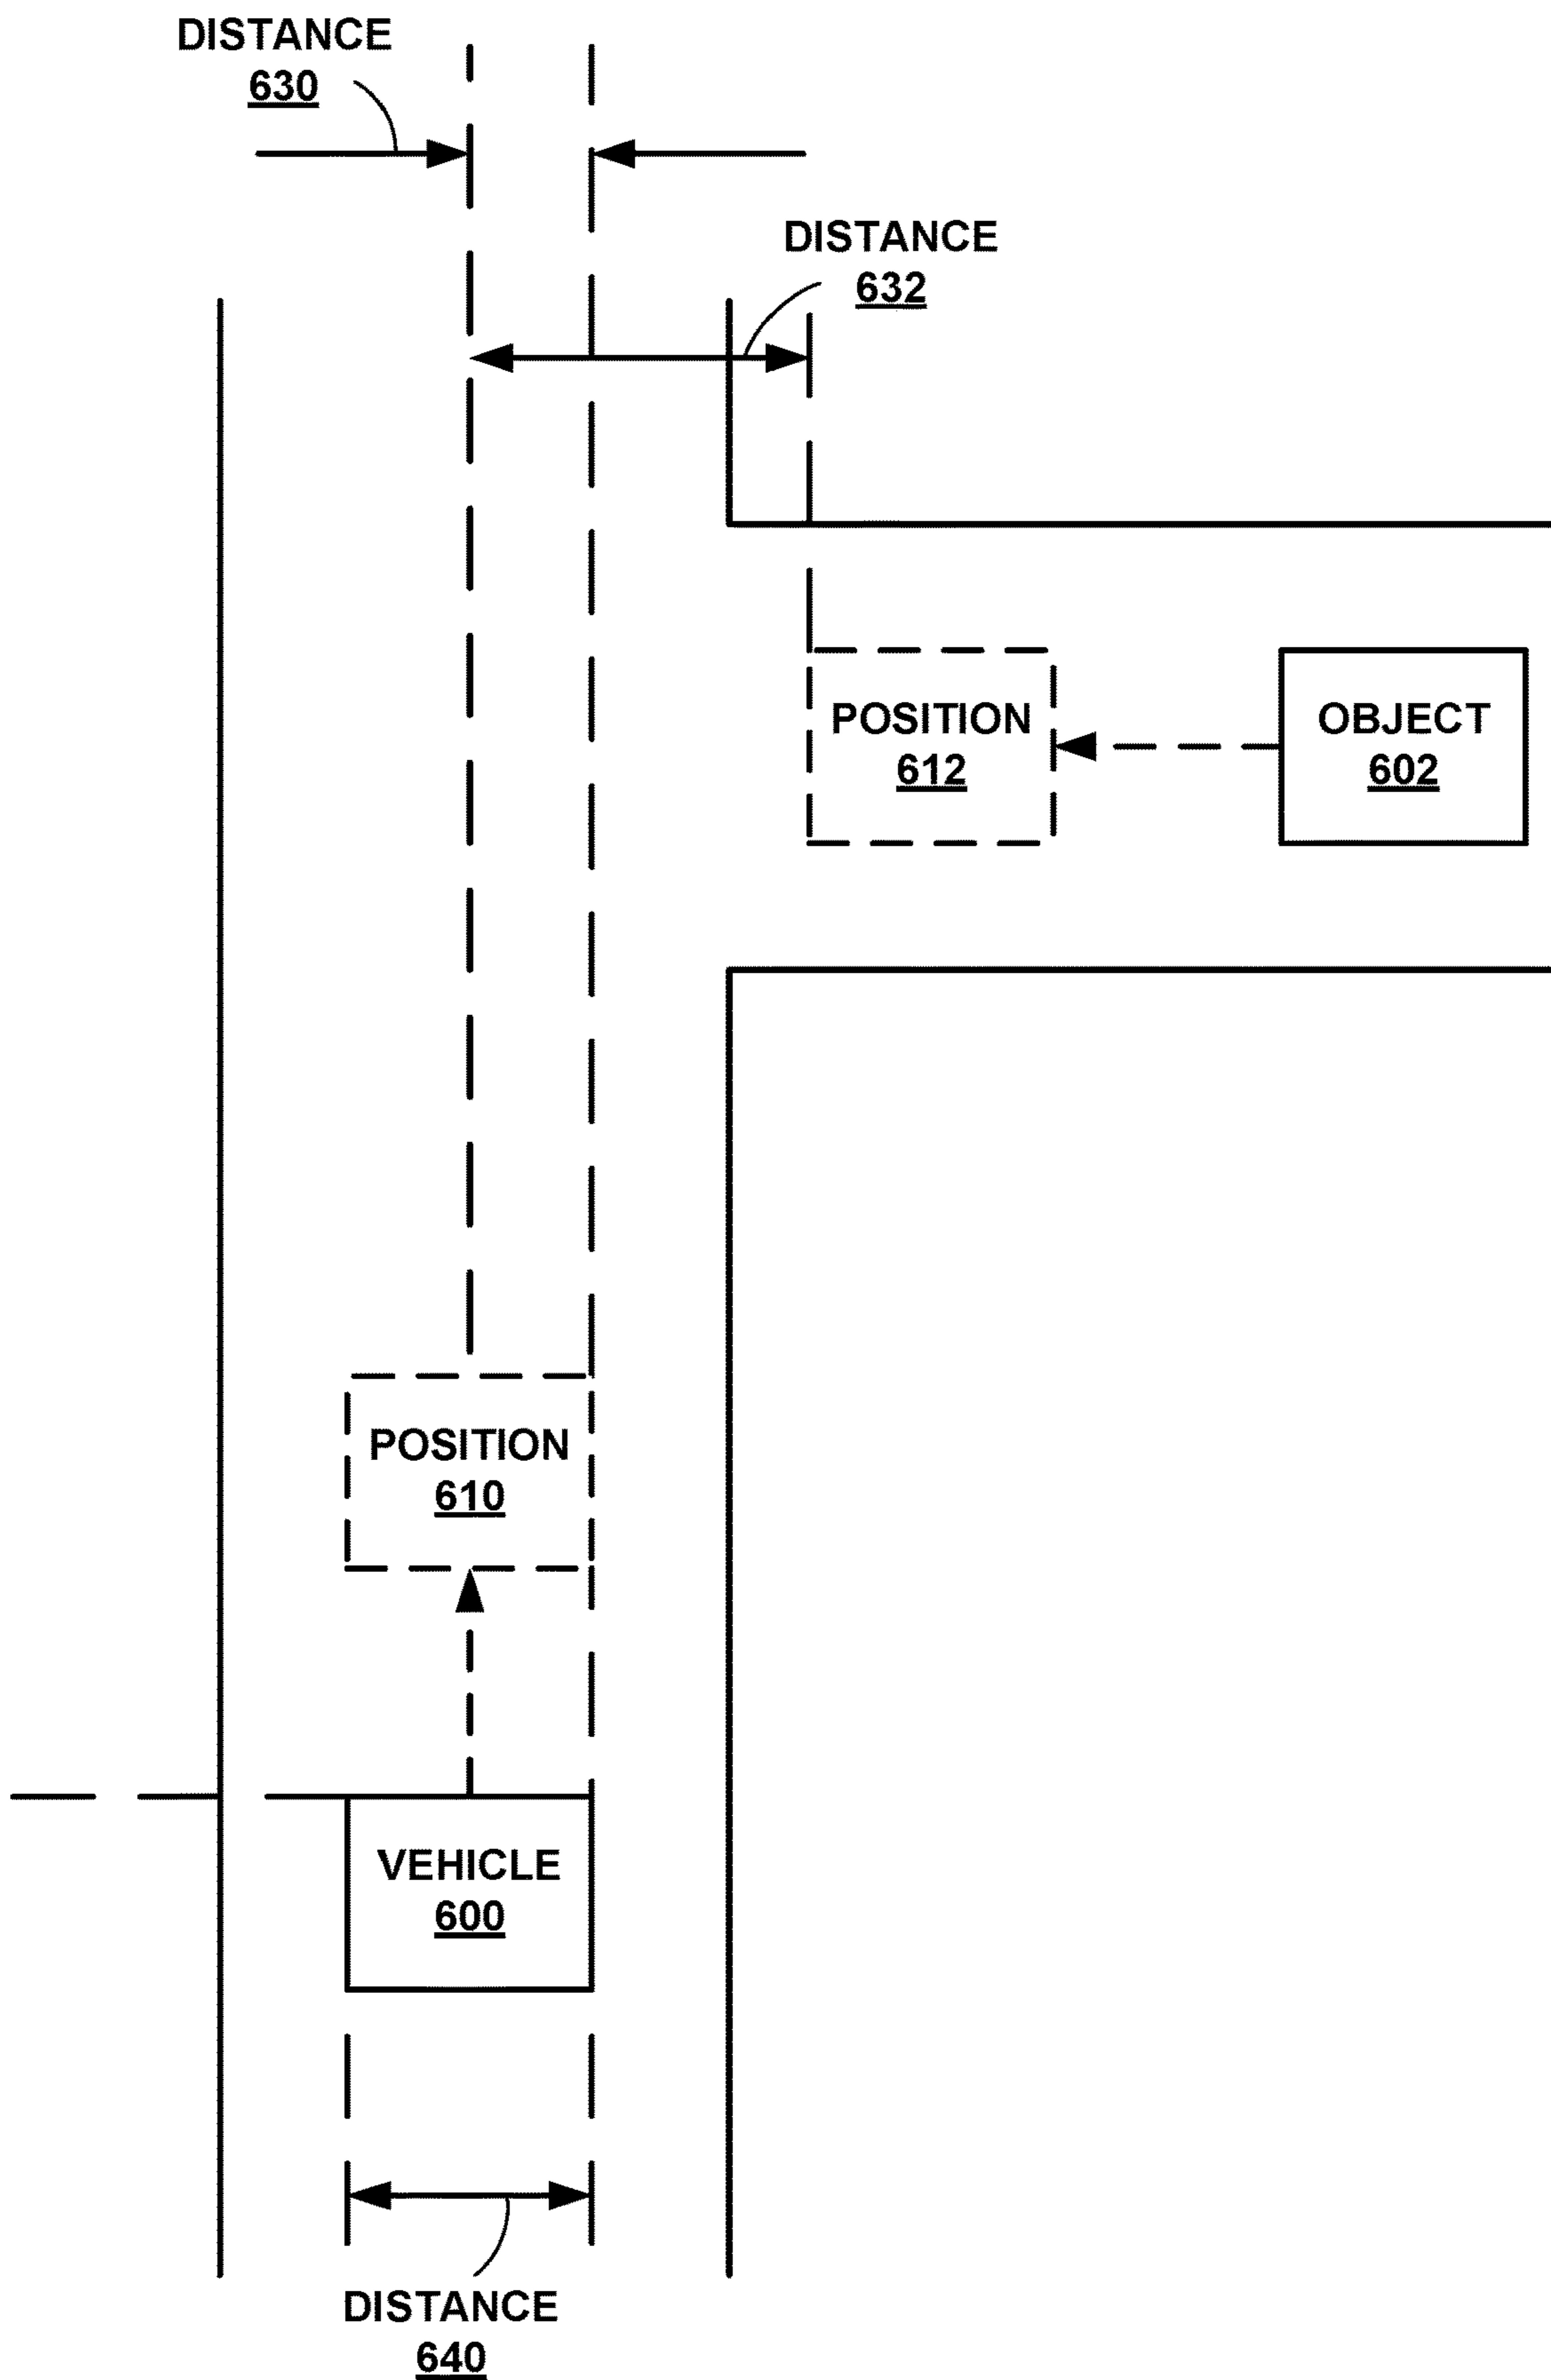 DISTANCE
630
DISTANCE
632
POSITION
612
OBJECT
602
POSITION
610
VEHICLE
600
DISTANCE
640